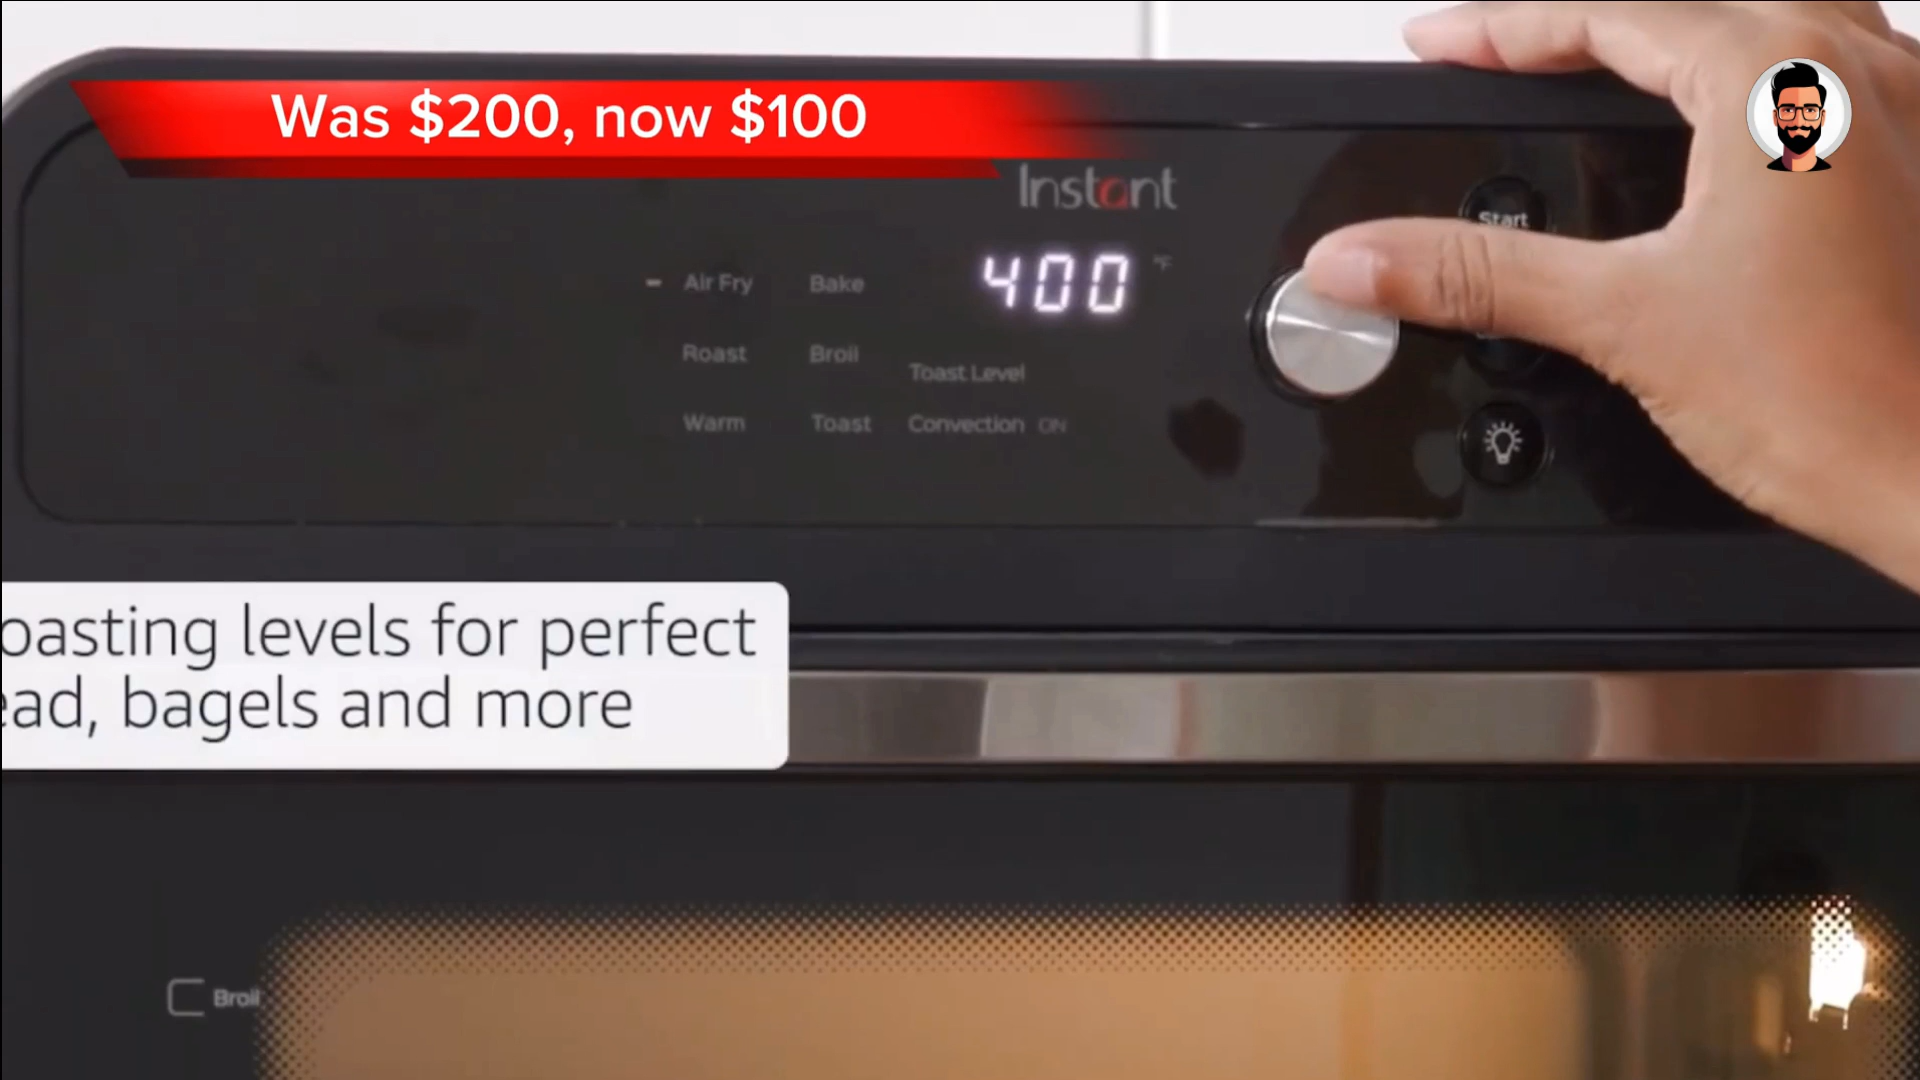 Was $200, now $100
Instant
Start
400 °F
Air Fry Bake
Roast Broil
Toast Level
Warm Toast Convection ON
oasting levels for perfect
ead, bagels and more
Broil